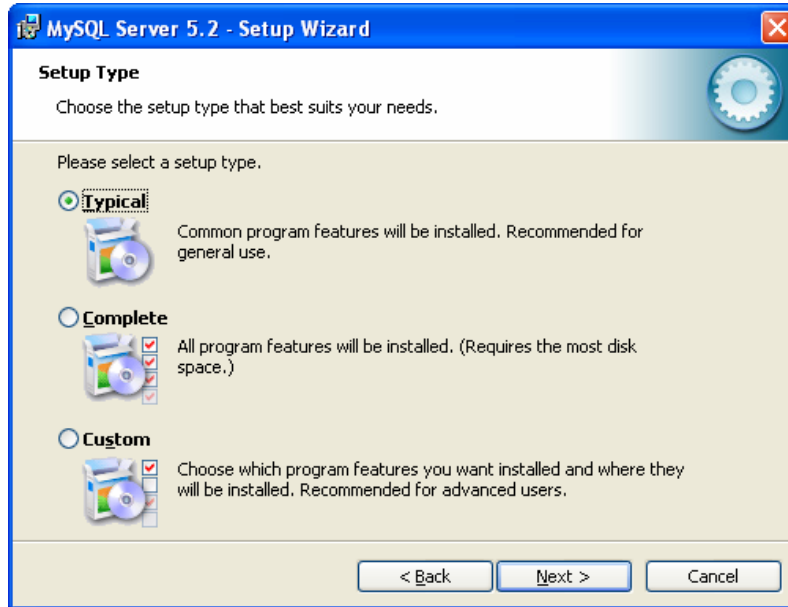 MySQL Server 5.2 - Setup Wizard
Setup Type
Choose the setup type that best suits your needs.
Please select a setup type.
Typical
Common program features will be installed. Recommended for
general use.
Complete
All program features will be installed. (Requires the most disk
space.)
Custom
Choose which program features you want installed and where they
will be installed. Recommended for advanced users.
< Back Next > Cancel